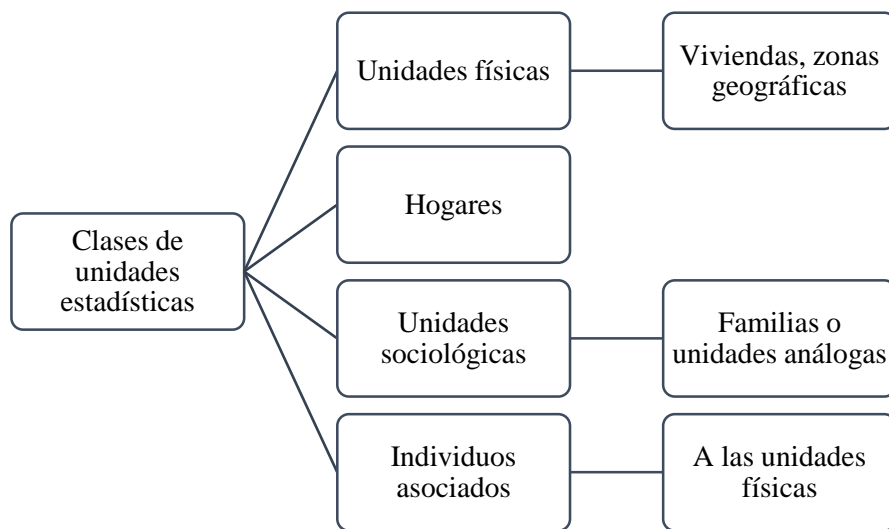 Clases de
unidades
estadísticas
Unidades físicas
Viviendas, zonas
geográficas
Hogares
Unidades
sociológicas
Familias o
unidades análogas
Individuos
asociados
A las unidades
físicas